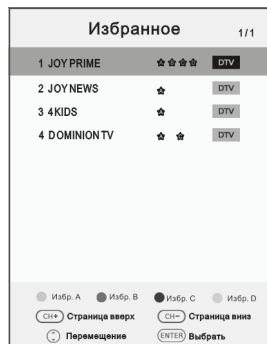 Избранное 1/1
1 JOY PRIME DTV
2 JOY NEWS DTV
3 4KIDS DTV
4 DOMINION TV DTV
Избр. A Избр. B Избр. C Избр. D
CH+ Страница вверх CH− Страница вниз
Перемещение ENTER Выбрать